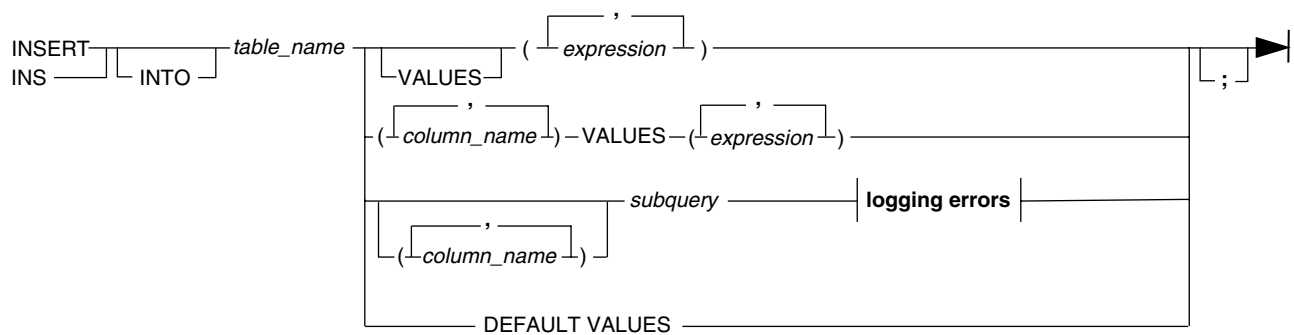 ,
INSERT table_name ( expression )
INS INTO VALUES ;
, ,
( column_name ) VALUES ( expression )
subquery logging errors
,
( column_name )
DEFAULT VALUES